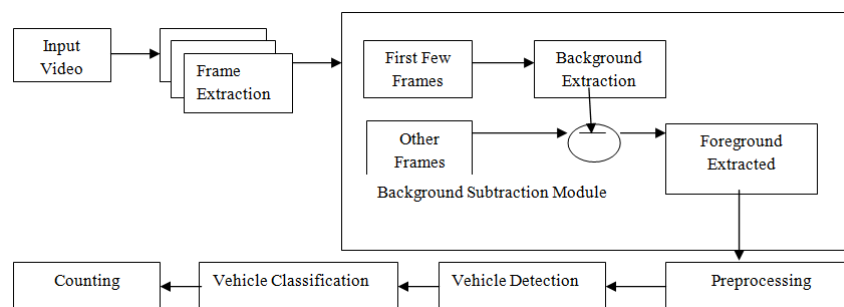 Input
Video
Frame
Extraction
First Few
Frames
Background
Extraction
Other
Frames
Foreground
Extracted
Background Subtraction Module
Counting
Vehicle Classification
Vehicle Detection
Preprocessing